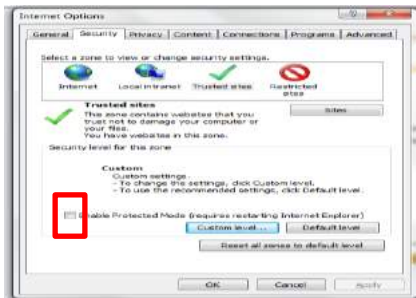 Internet Options
General Security Privacy Content Connections Programs Advanced
Select a zone to view or change security settings.
Internet Local intranet Trusted sites Restricted sites
Trusted sites
Sites
This zone contains websites that you
trust not to damage your computer or
your files.
You have websites in this zone.
Security level for this zone
Custom
Custom settings.
- To change the settings, click Custom level.
- To use the recommended settings, click Default level.
Enable Protected Mode (requires restarting Internet Explorer)
Custom level... Default level
Reset all zones to default level
OK Cancel Apply